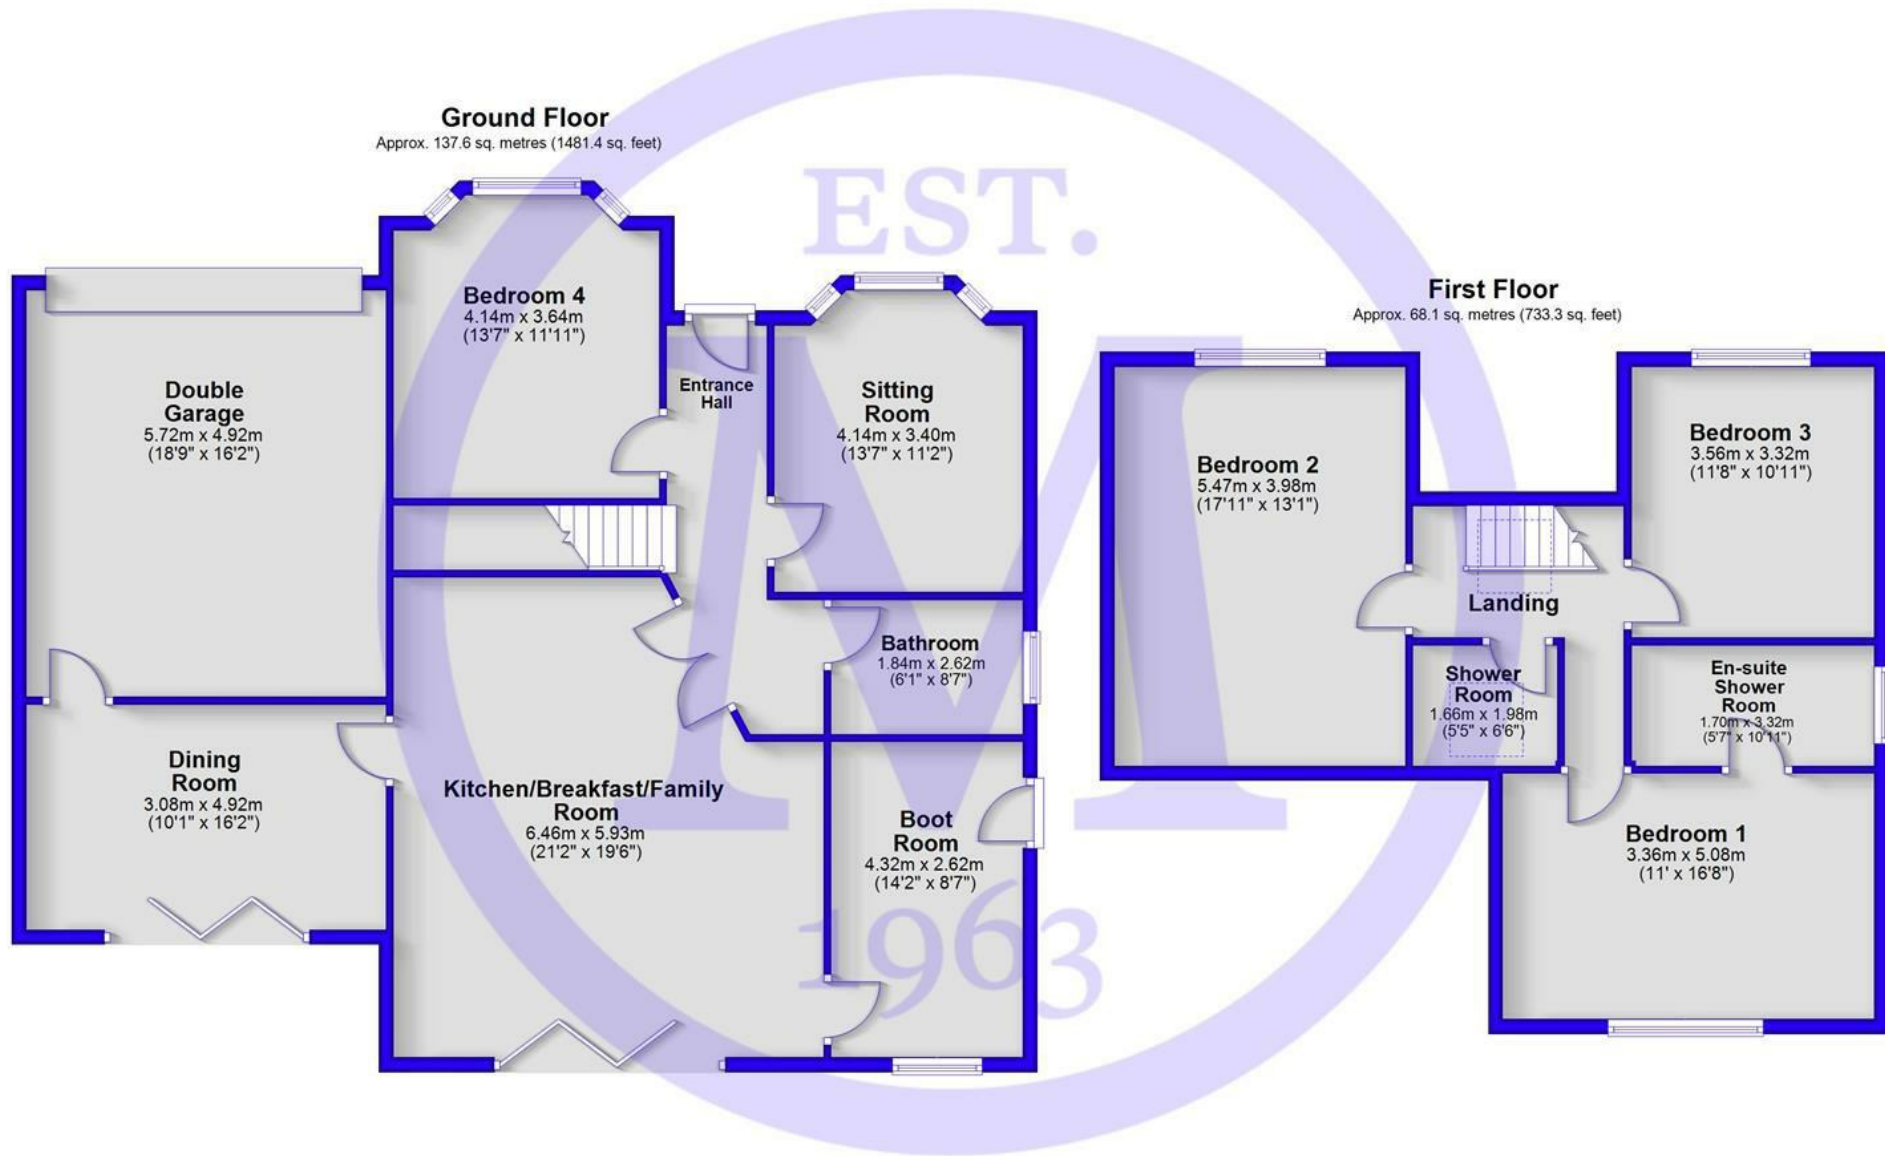 Ground Floor
Approx. 137.6 sq. metres (1481.4 sq. feet)
EST.
Bedroom 4
4.14m x 3.64m
(13'7" x 11'11")
Double
Garage
5.72m x 4.92m
(18'9" x 16'2")
Entrance
Hall
Sitting
Room
4.14m x 3.40m
(13'7" x 11'2")
Bathroom
1.84m x 2.62m
(6'1" x 8'7")
Dining
Room
3.08m x 4.92m
(10'1" x 16'2")
Kitchen/Breakfast/Family
Room
6.46m x 5.93m
(21'2" x 19'6")
Boot
Room
4.32m x 2.62m
(14'2" x 8'7")
M
1963
First Floor
Approx. 68.1 sq. metres (733.3 sq. feet)
Bedroom 2
5.47m x 3.98m
(17'11" x 13'1")
Bedroom 3
3.56m x 3.32m
(11'8" x 10'11")
Landing
Shower
Room
1.66m x 1.98m
(5'5" x 6'6")
En-suite
Shower
Room
1.70m x 3.32m
(5'7" x 10'11")
Bedroom 1
3.36m x 5.08m
(11' x 16'8")